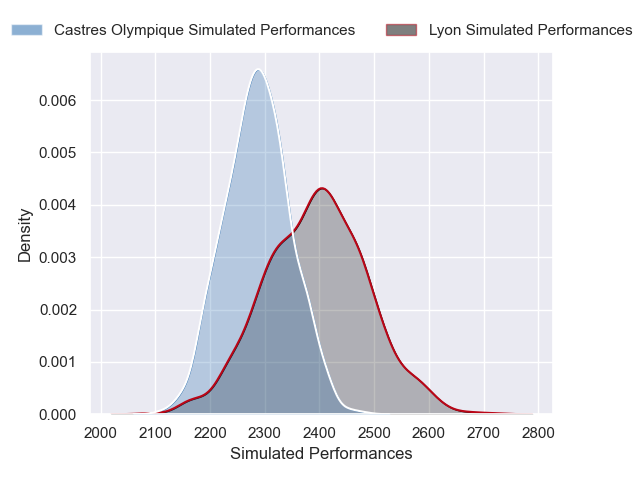 Castres Olympique Simulated Performances
Lyon Simulated Performances
0.006
0.005
0.004
0.003
0.002
0.001
0.000
Density
2000 2100 2200 2300 2400 2500 2600 2700 2800
Simulated Performances